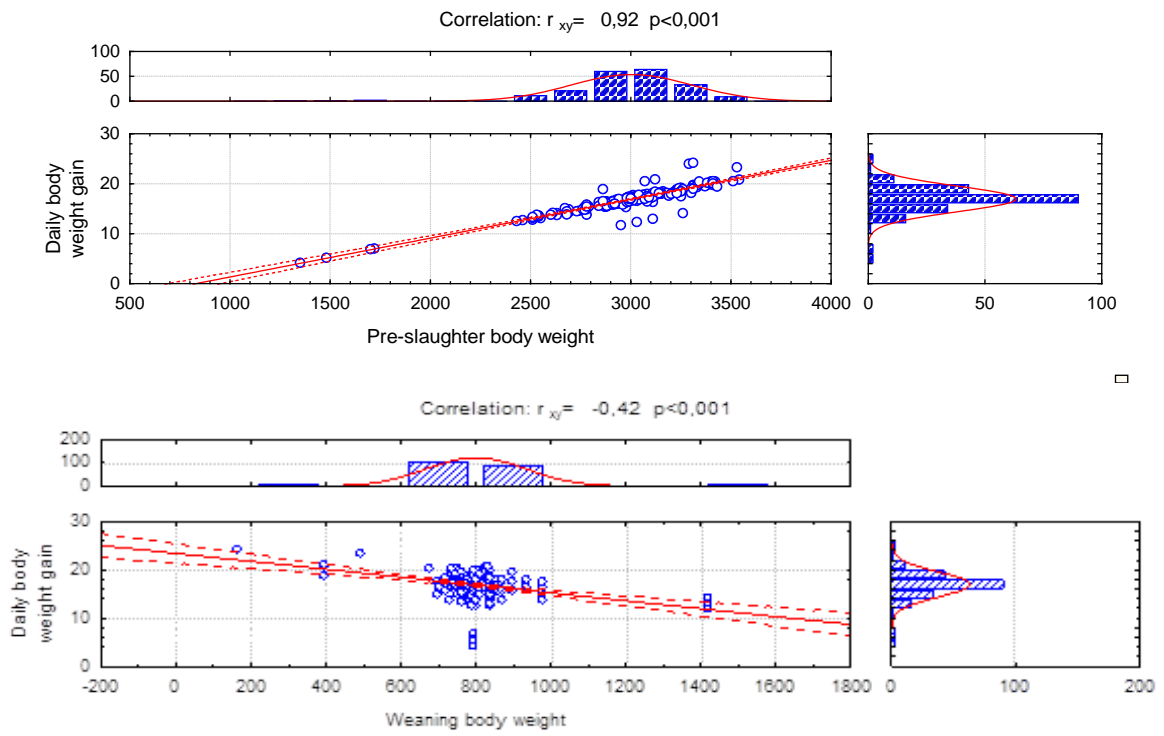 Correlation: r xy= 0,92 p<0,001
100
50
0
30
20
10
0
Daily body
weight gain
500 1000 1500 2000 2500 3000 3500 4000
0 50 100
Pre-slaughter body weight
Correlation: r xy= -0,42 p<0,001
200
100
0
30
20
10
0
Daily body
weight gain
-200 0 200 400 600 800 1000 1200 1400 1600 1800
0 100 200
Weaning body weight